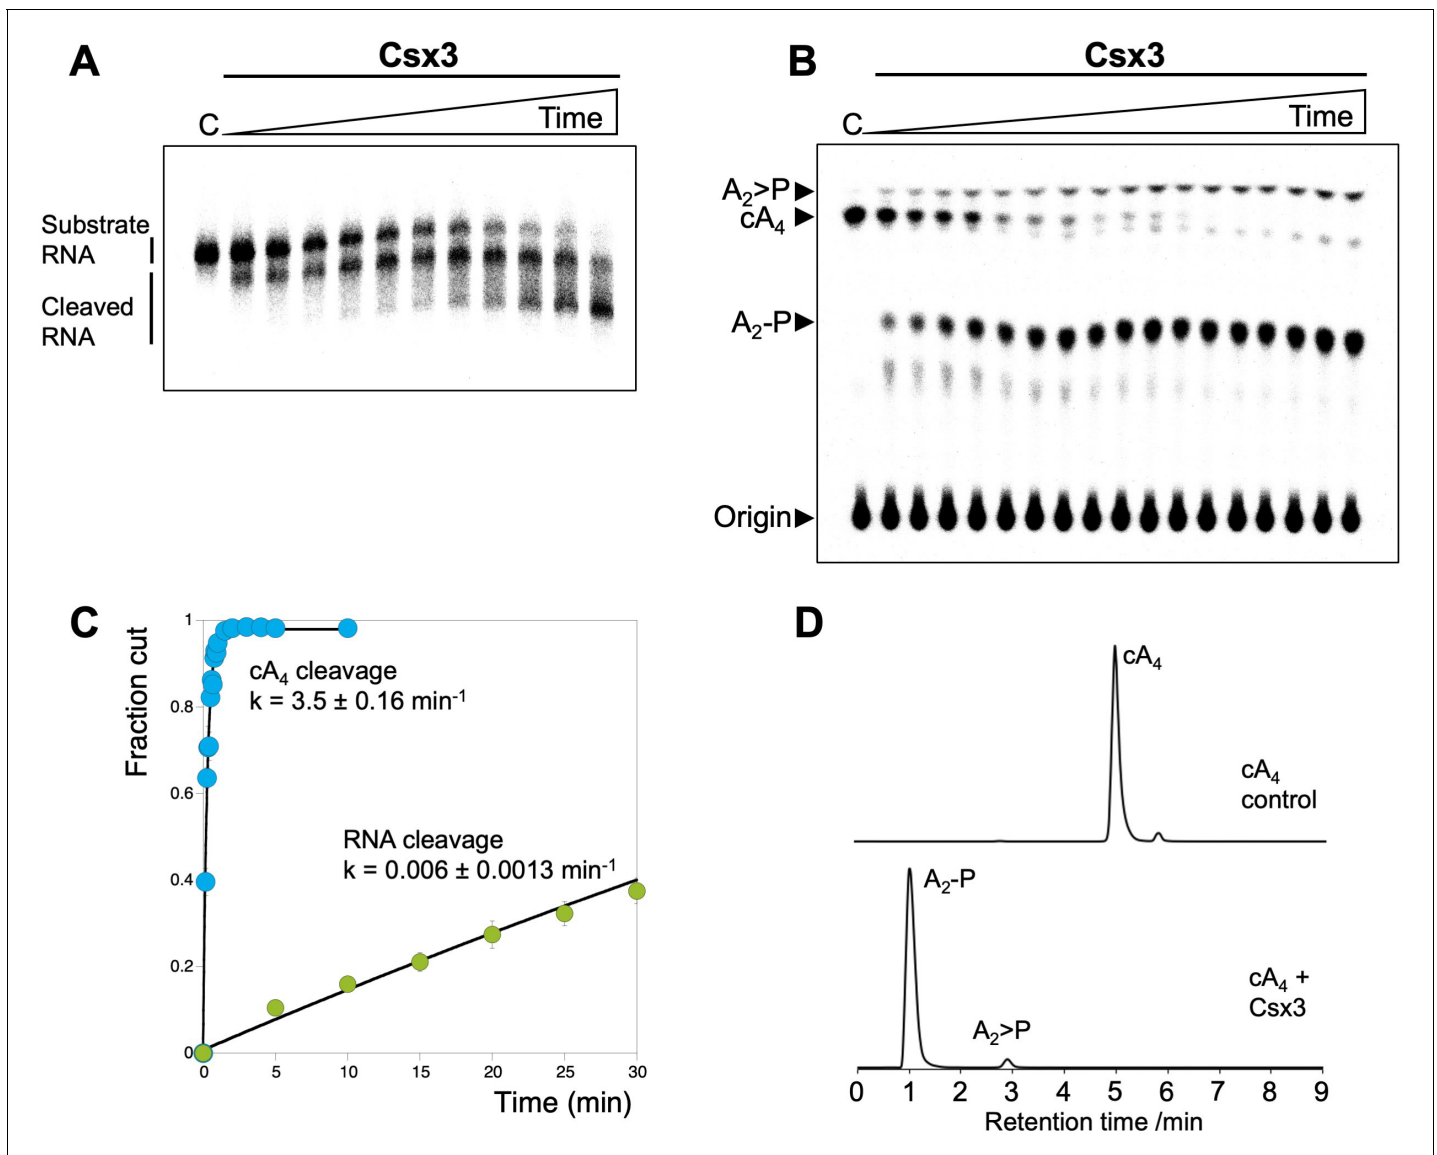 A
Csx3
C
Time
Substrate
RNA
Cleaved
RNA
B
Csx3
C
Time
A₂>P
cA₄
A₂-P
Origin
C
Fraction cut
1
0.8
0.6
0.4
0.2
0
cA₄ cleavage
k = 3.5 ± 0.16 min⁻¹
RNA cleavage
k = 0.006 ± 0.0013 min⁻¹
0 5 10 15 20 25 30
Time (min)
D
cA₄
cA₄
control
A₂-P
A₂>P
cA₄ +
Csx3
0 1 2 3 4 5 6 7 8 9
Retention time /min